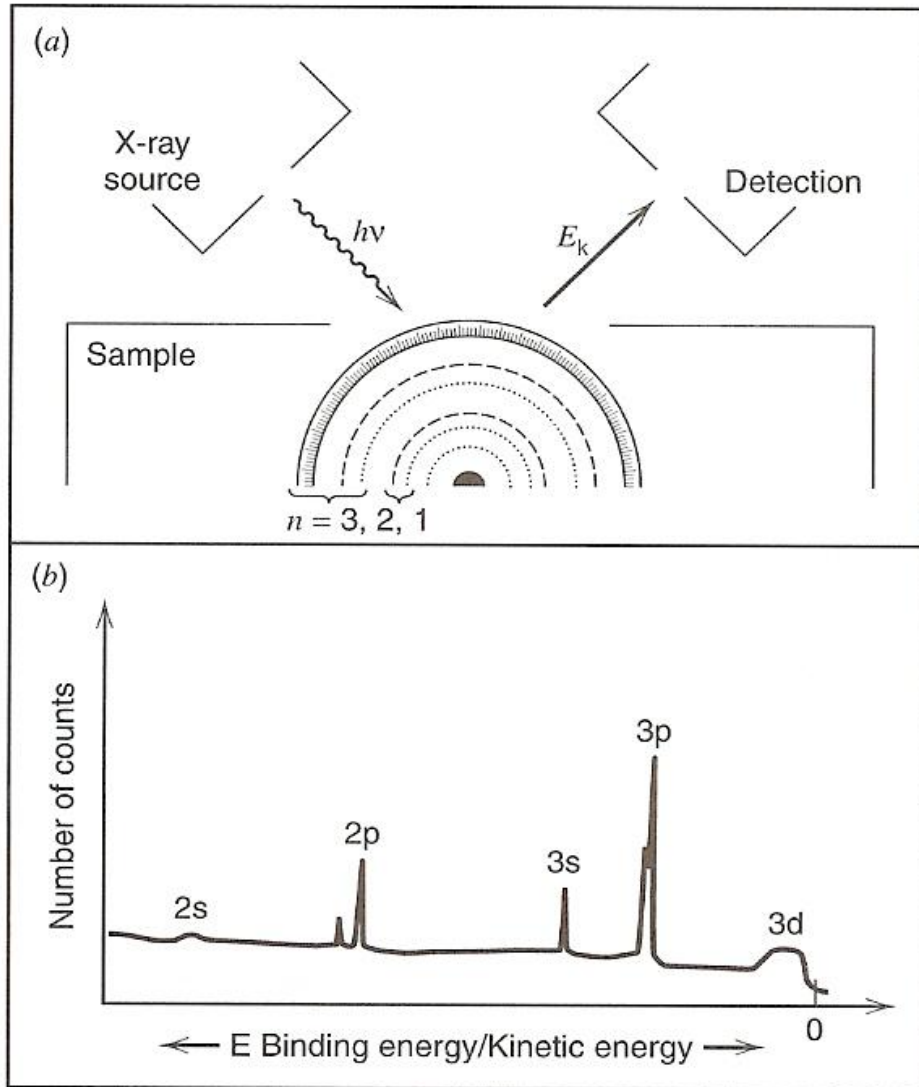 (a)
X-ray
source
hν
E_k
Detection
Sample
n = 3, 2, 1
(b)
Number of counts
2s
2p
3s
3p
3d
0
E Binding energy/Kinetic energy